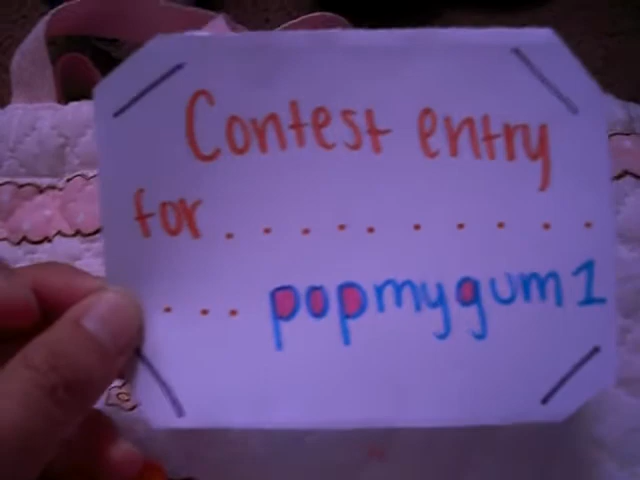 Contest entry
for . . . . . . . . . . .
. . . popmygum1